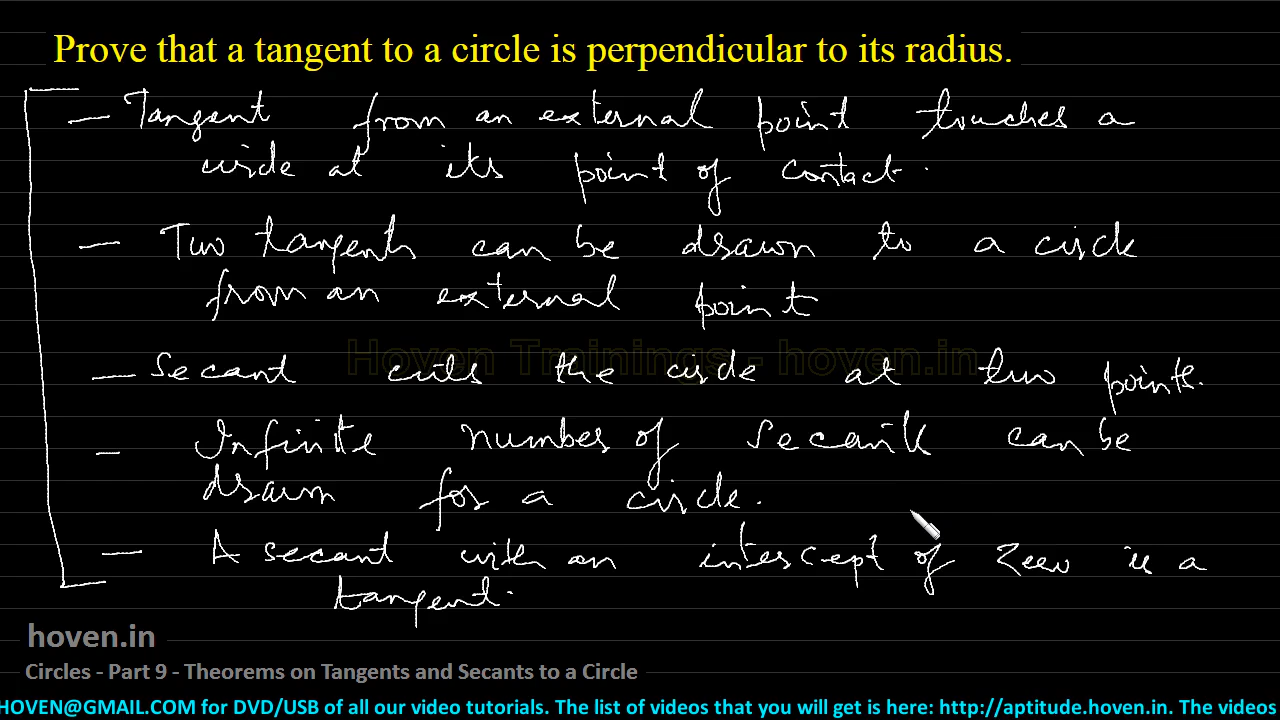 Prove that a tangent to a circle is perpendicular to its radius.
— Tangent from an external point touches a
circle at its point of contact.
— Two tangents can be drawn to a circle
from an external point
Hoven Trainings - hoven.in
— Secant cuts the circle at two points.
— Infinite number of secants can be
drawn for a circle.
— A secant with an intercept of zero is a
tangent.
hoven.in
Circles - Part 9 - Theorems on Tangents and Secants to a Circle
HOVEN@GMAIL.COM for DVD/USB of all our video tutorials. The list of videos that you will get is here: http://aptitude.hoven.in. The videos